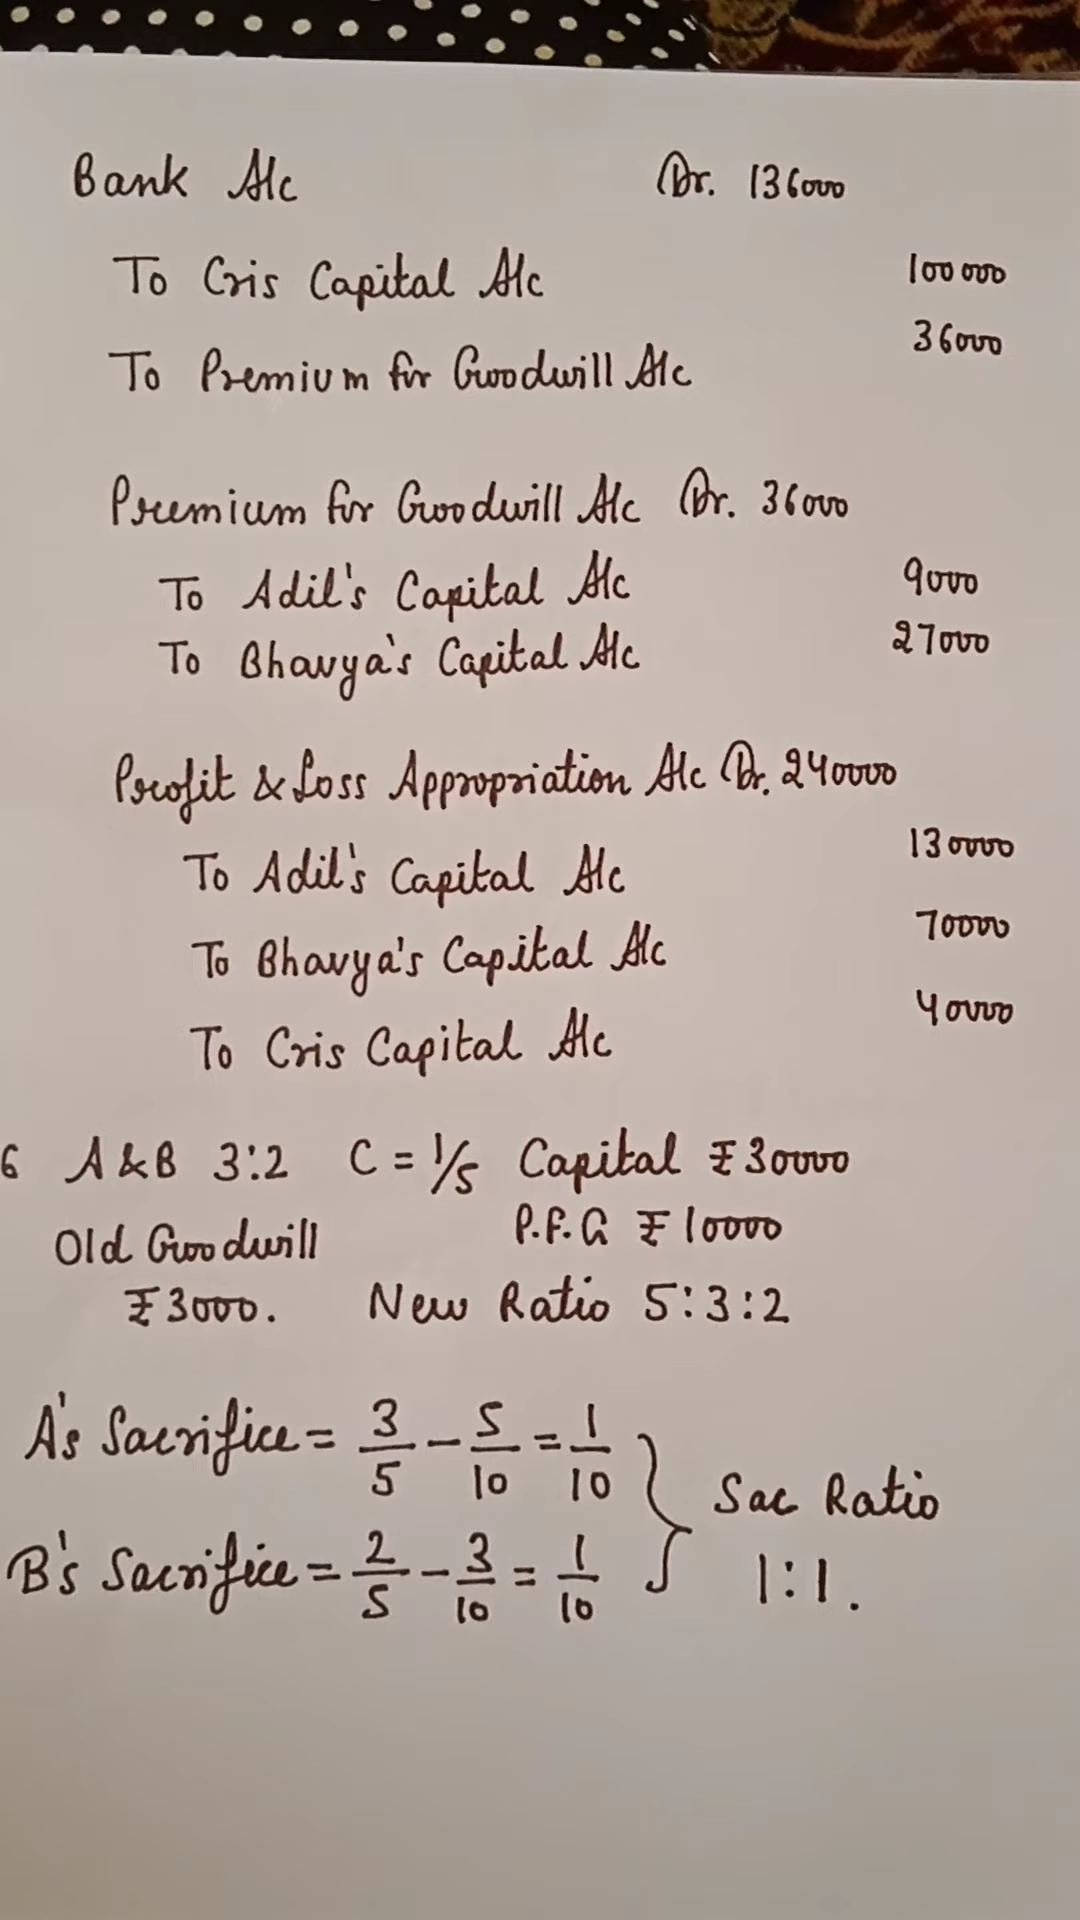 Bank A/c Dr. 136000
To Cris Capital A/c 100000
To Premium for Goodwill A/c 36000
Premium for Goodwill A/c Dr. 36000
To Adil's Capital A/c 9000
To Bhavya's Capital A/c 27000
Profit & Loss Appropriation A/c Dr. 240000
To Adil's Capital A/c 130000
To Bhavya's Capital A/c 70000
To Cris Capital A/c 40000
6 A & B 3:2 C = 1/5 Capital ₹30000
Old Goodwill P.F.G ₹10000
₹3000. New Ratio 5:3:2
A's Sacrifice = 3/5 - 5/10 = 1/10
Sac Ratio
B's Sacrifice = 2/5 - 3/10 = 1/10
1:1.